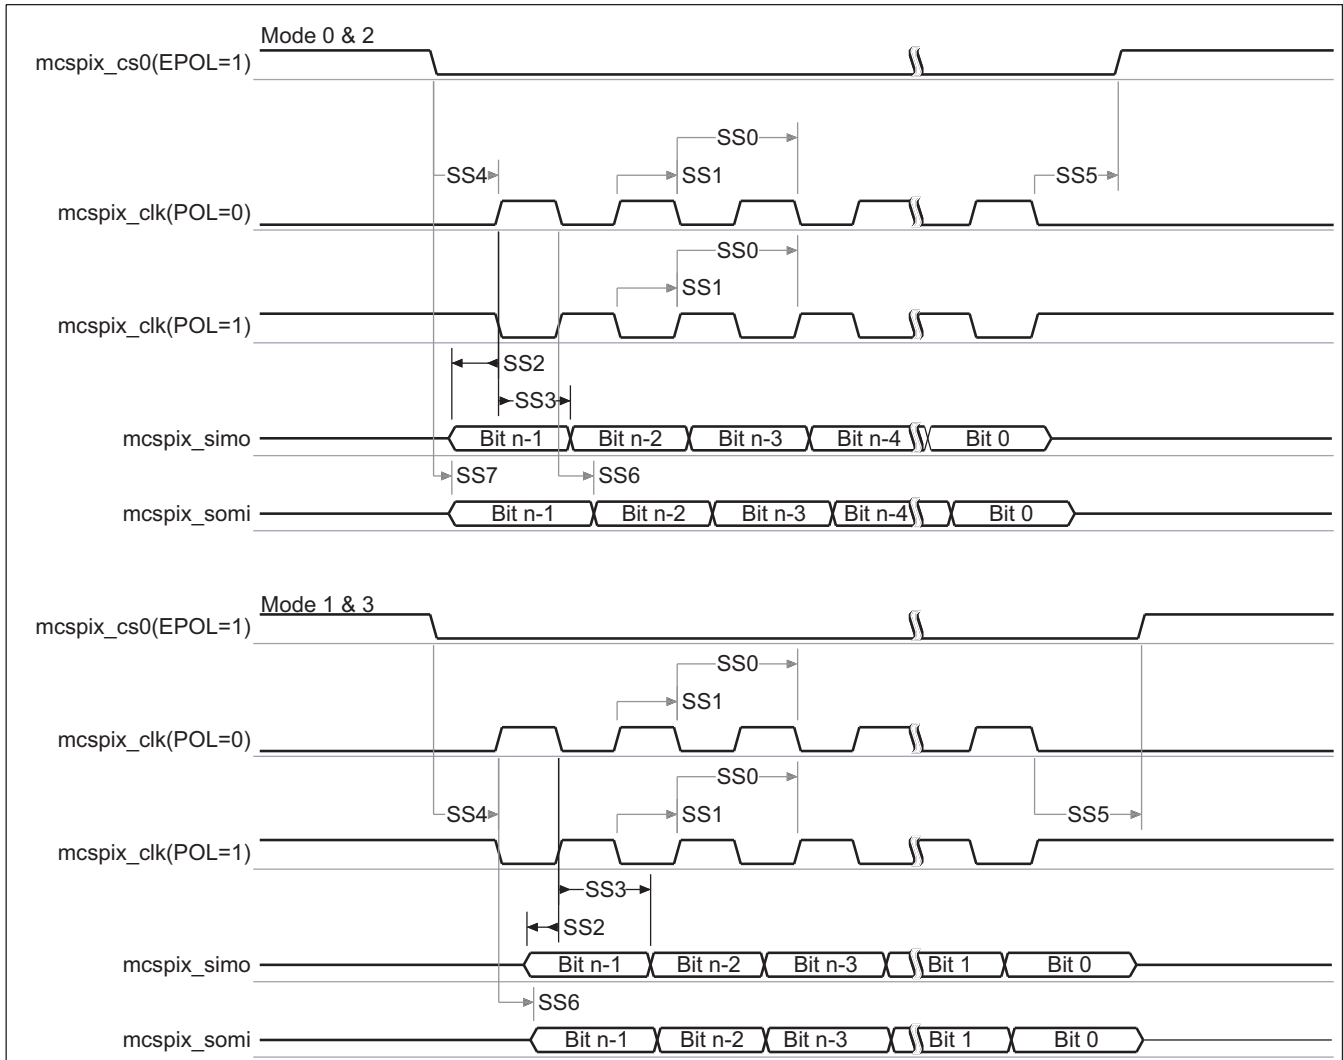 Mode 0 & 2
mcspix_cs0(EPOL=1)
SS0
SS4
SS1
SS5
mcspix_clk(POL=0)
SS0
SS1
mcspix_clk(POL=1)
SS2
SS3
mcspix_simo
Bit n-1 Bit n-2 Bit n-3 Bit n-4 Bit 0
SS7
SS6
mcspix_somi
Bit n-1 Bit n-2 Bit n-3 Bit n-4 Bit 0
Mode 1 & 3
mcspix_cs0(EPOL=1)
SS0
SS1
mcspix_clk(POL=0)
SS0
SS4
SS1
SS5
mcspix_clk(POL=1)
SS3
SS2
mcspix_simo
Bit n-1 Bit n-2 Bit n-3 Bit 1 Bit 0
SS6
mcspix_somi
Bit n-1 Bit n-2 Bit n-3 Bit 1 Bit 0